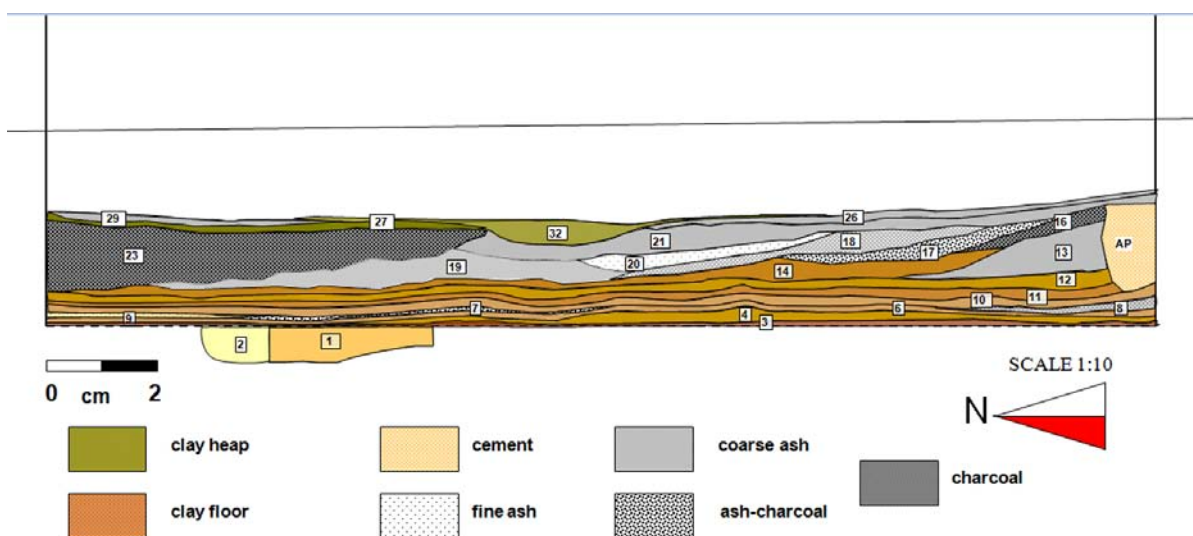 29
27
32
26
16
AP
21
18
13
23
20
17
19
14
12
11
10
7
6
8
9
4
3
2
1
SCALE 1:10
0 cm 2
N
clay heap
cement
coarse ash
charcoal
clay floor
fine ash
ash-charcoal